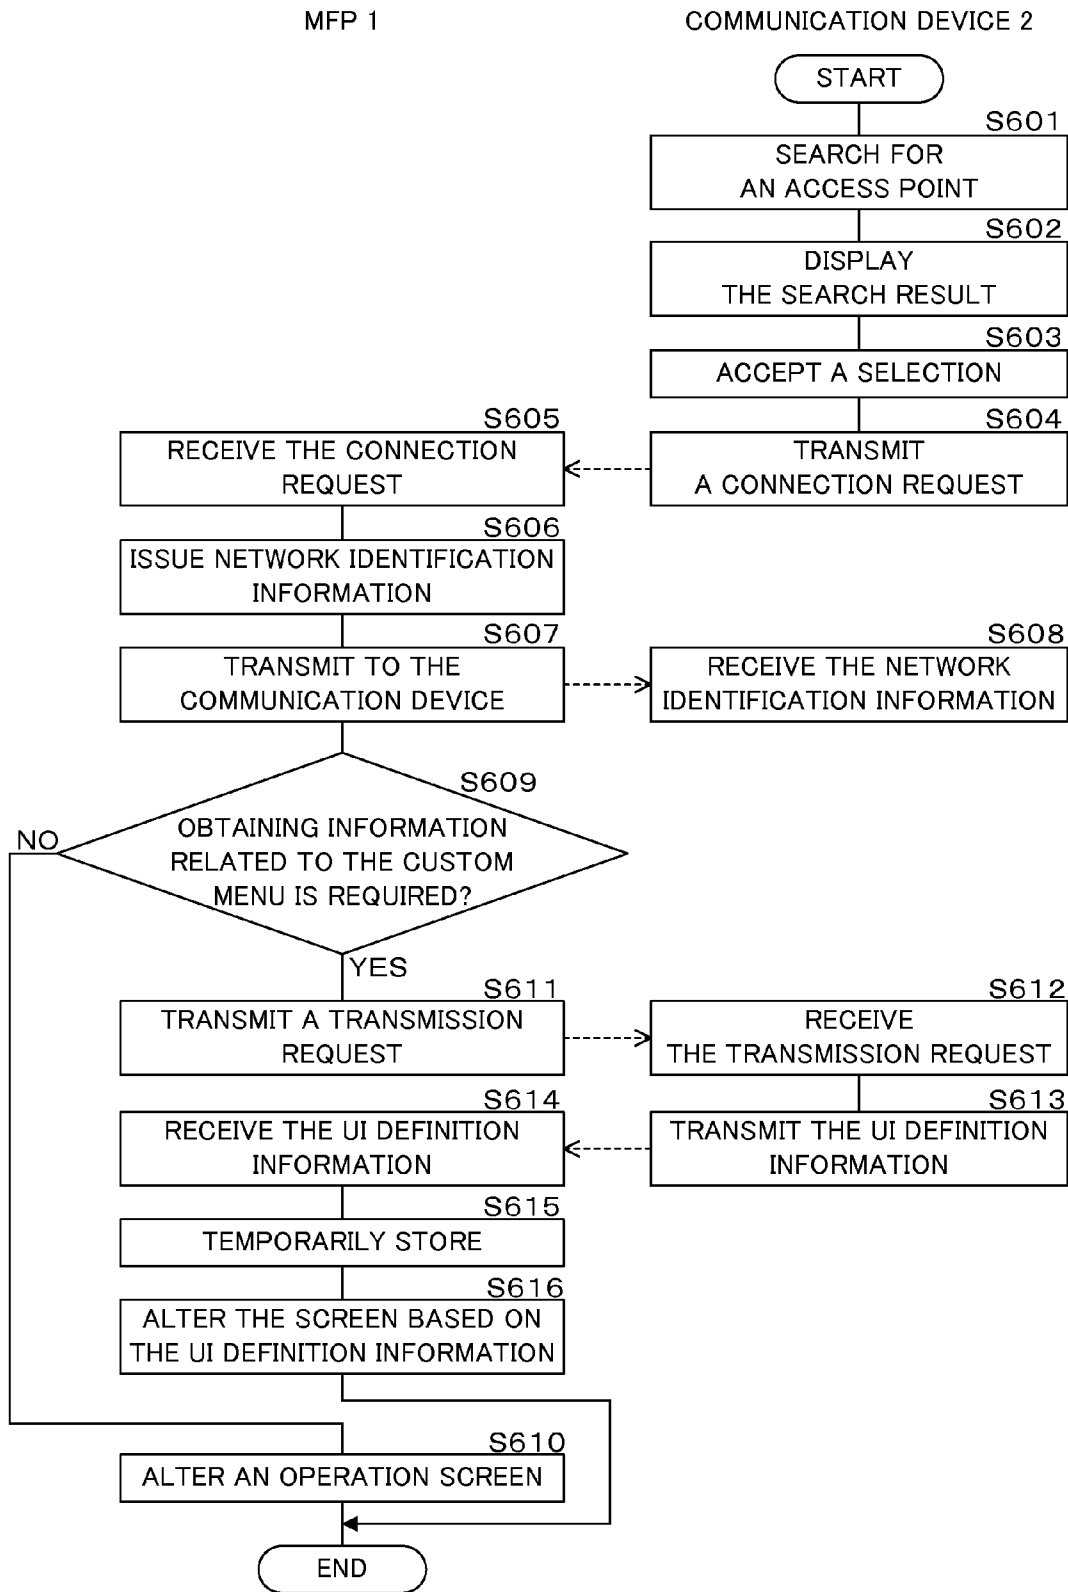 MFP 1
COMMUNICATION DEVICE 2
START
S601
SEARCH FOR
AN ACCESS POINT
S602
DISPLAY
THE SEARCH RESULT
S603
ACCEPT A SELECTION
S605
RECEIVE THE CONNECTION
REQUEST
S604
TRANSMIT
A CONNECTION REQUEST
S606
ISSUE NETWORK IDENTIFICATION
INFORMATION
S607
TRANSMIT TO THE
COMMUNICATION DEVICE
S608
RECEIVE THE NETWORK
IDENTIFICATION INFORMATION
S609
OBTAINING INFORMATION
RELATED TO THE CUSTOM
MENU IS REQUIRED?
NO
YES
S611
TRANSMIT A TRANSMISSION
REQUEST
S612
RECEIVE
THE TRANSMISSION REQUEST
S614
RECEIVE THE UI DEFINITION
INFORMATION
S613
TRANSMIT THE UI DEFINITION
INFORMATION
S615
TEMPORARILY STORE
S616
ALTER THE SCREEN BASED ON
THE UI DEFINITION INFORMATION
S610
ALTER AN OPERATION SCREEN
END